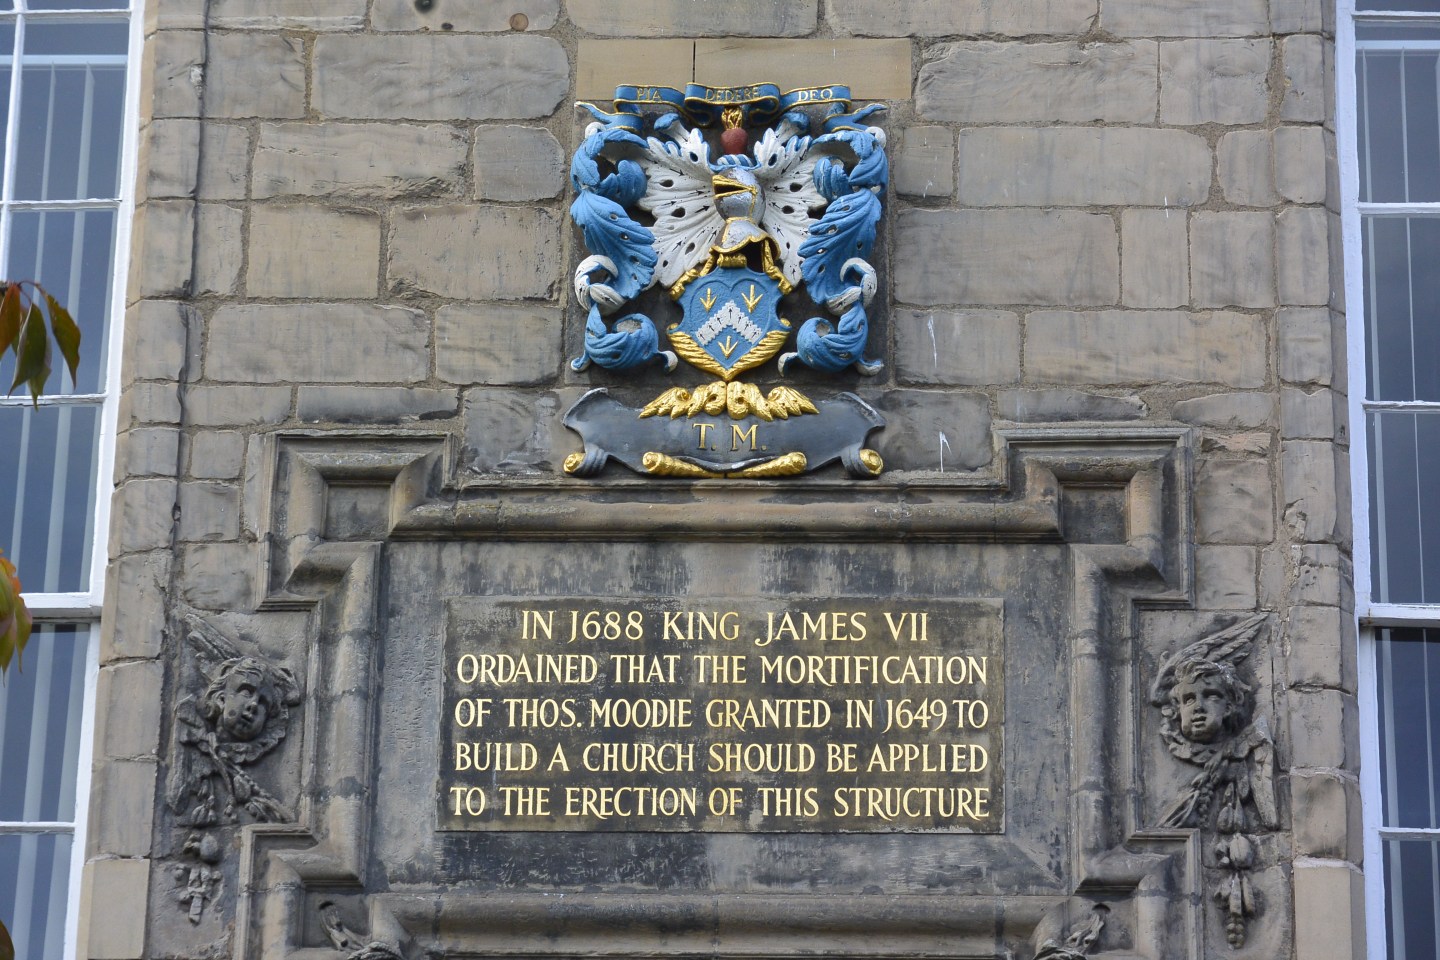 PIA DEDERE DEO
T. M.
IN J688 KING JAMES VII
ORDAINED THAT THE MORTIFICATION
OF THOS. MOODIE GRANTED IN J649 TO
BUILD A CHURCH SHOULD BE APPLIED
TO THE ERECTION OF THIS STRUCTURE